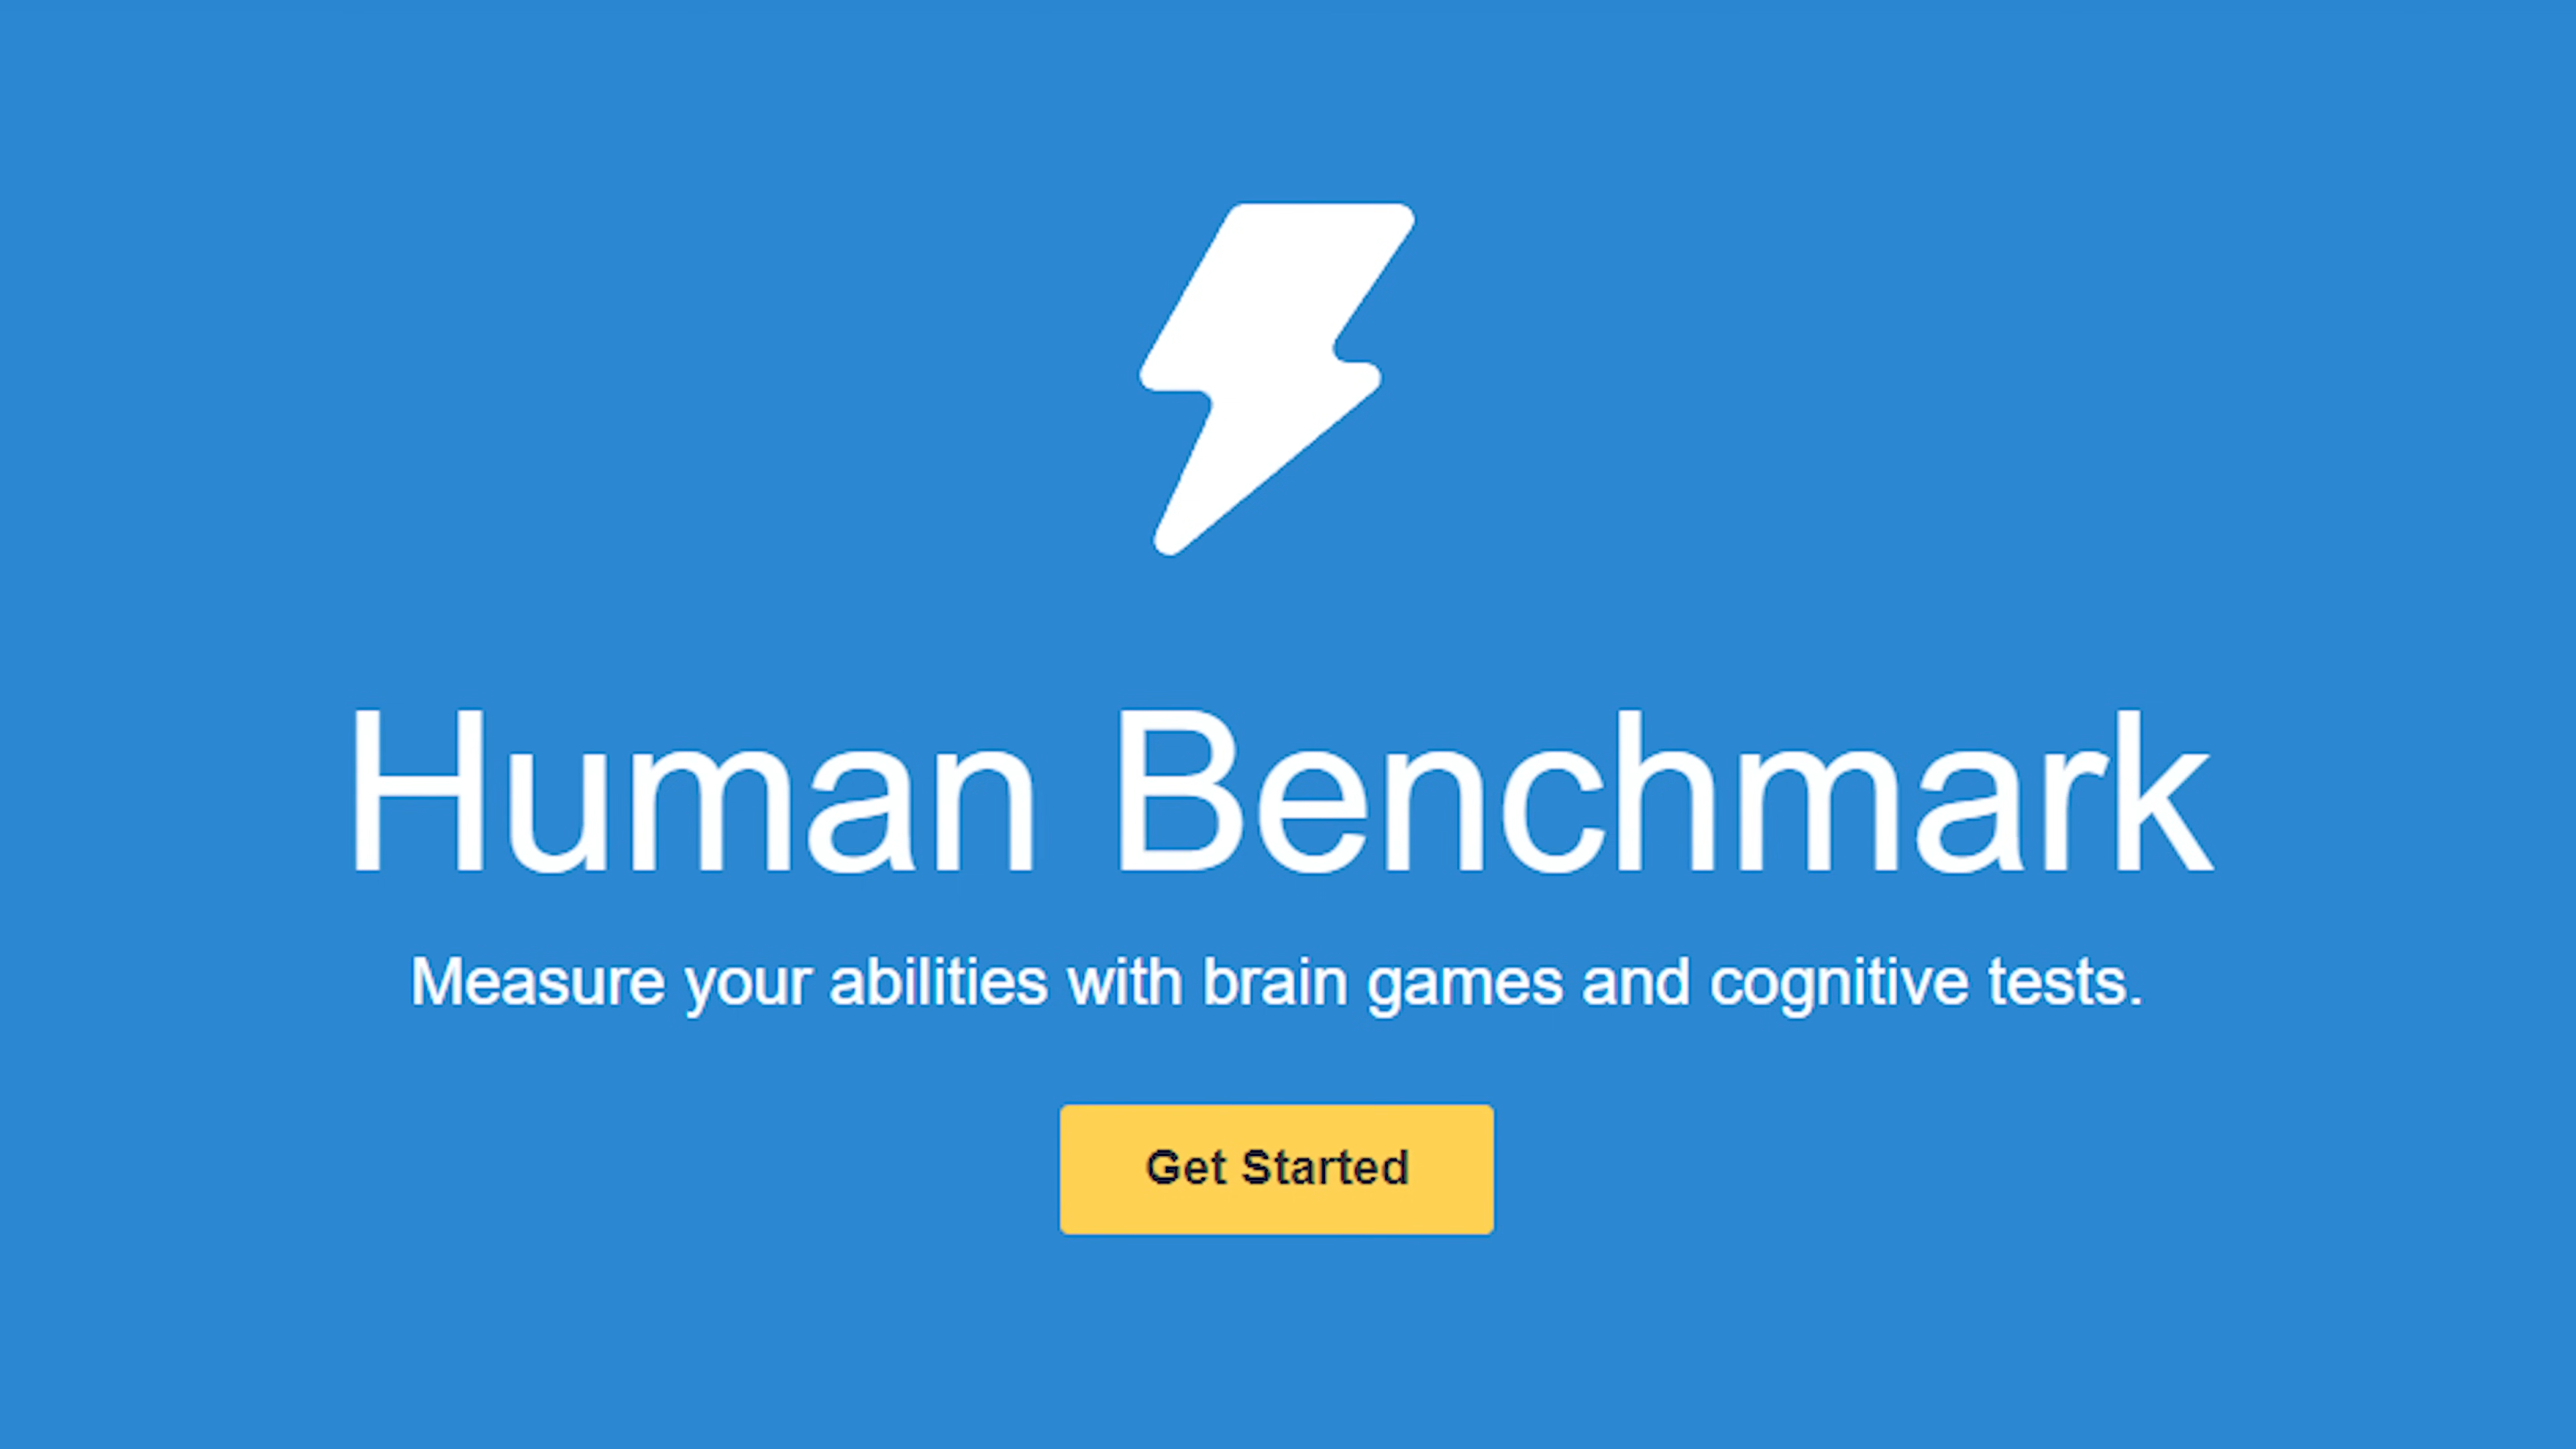 Human Benchmark
Measure your abilities with brain games and cognitive tests.
Get Started